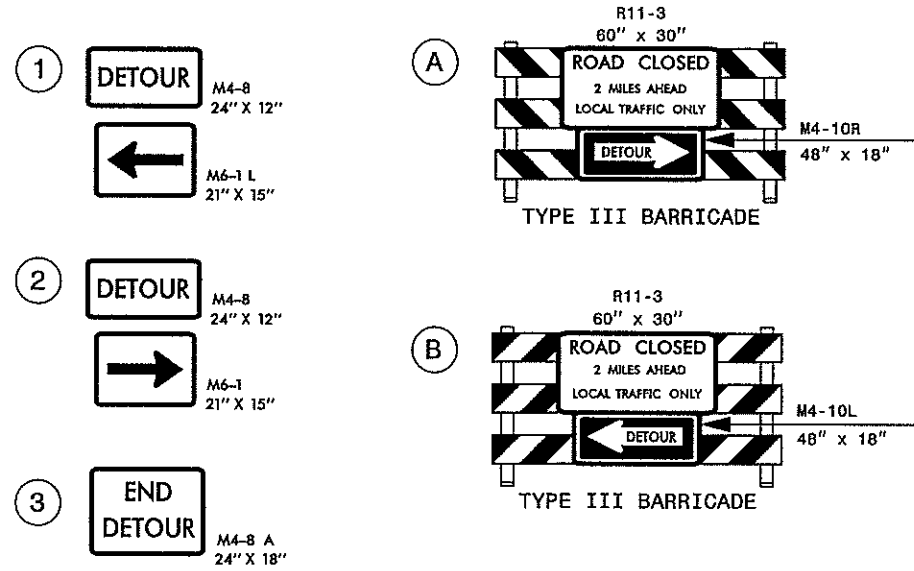 1
DETOUR
M4-8
24" X 12"
M6-1 L
21" X 15"
2
DETOUR
M4-8
24" X 12"
M6-1
21" X 15"
3
END
DETOUR
M4-8 A
24" X 18"
R11-3
60" x 30"
A
ROAD CLOSED
2 MILES AHEAD
LOCAL TRAFFIC ONLY
DETOUR
M4-10R
48" x 18"
TYPE III BARRICADE
R11-3
60" x 30"
B
ROAD CLOSED
2 MILES AHEAD
LOCAL TRAFFIC ONLY
DETOUR
M4-10L
48" x 18"
TYPE III BARRICADE